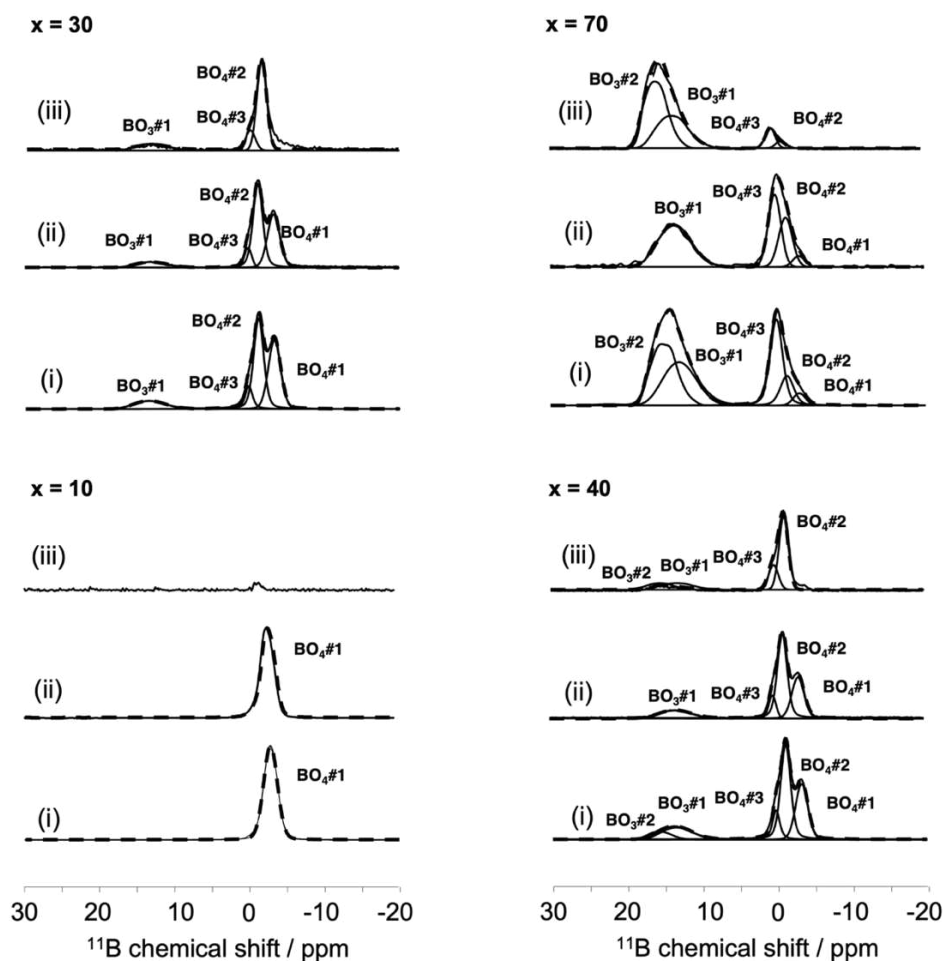 x = 30
BO₄#2
(iii)
BO₃#1
BO₄#3
BO₄#2
(ii)
BO₃#1
BO₄#3
BO₄#1
BO₄#2
(i)
BO₃#1
BO₄#3
BO₄#1
x = 70
BO₃#2
BO₃#1
(iii)
BO₄#3
BO₄#2
BO₄#3
BO₄#2
(ii)
BO₃#1
BO₄#1
BO₄#3
BO₃#2
BO₃#1
BO₄#2
(i)
BO₄#1
x = 10
(iii)
(ii)
BO₄#1
(i)
BO₄#1
30 20 10 0 -10 -20
¹¹B chemical shift / ppm
x = 40
BO₄#2
(iii)
BO₃#2
BO₃#1
BO₄#3
BO₄#2
(ii)
BO₃#1
BO₄#3
BO₄#1
BO₄#2
(i)
BO₃#2
BO₃#1
BO₄#3
BO₄#1
30 20 10 0 -10 -20
¹¹B chemical shift / ppm